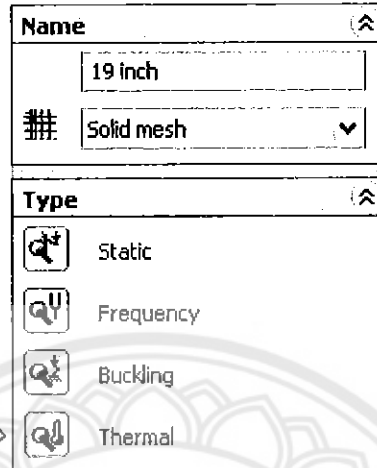 Name
19 inch
Solid mesh
Type
Static
Frequency
Buckling
Thermal